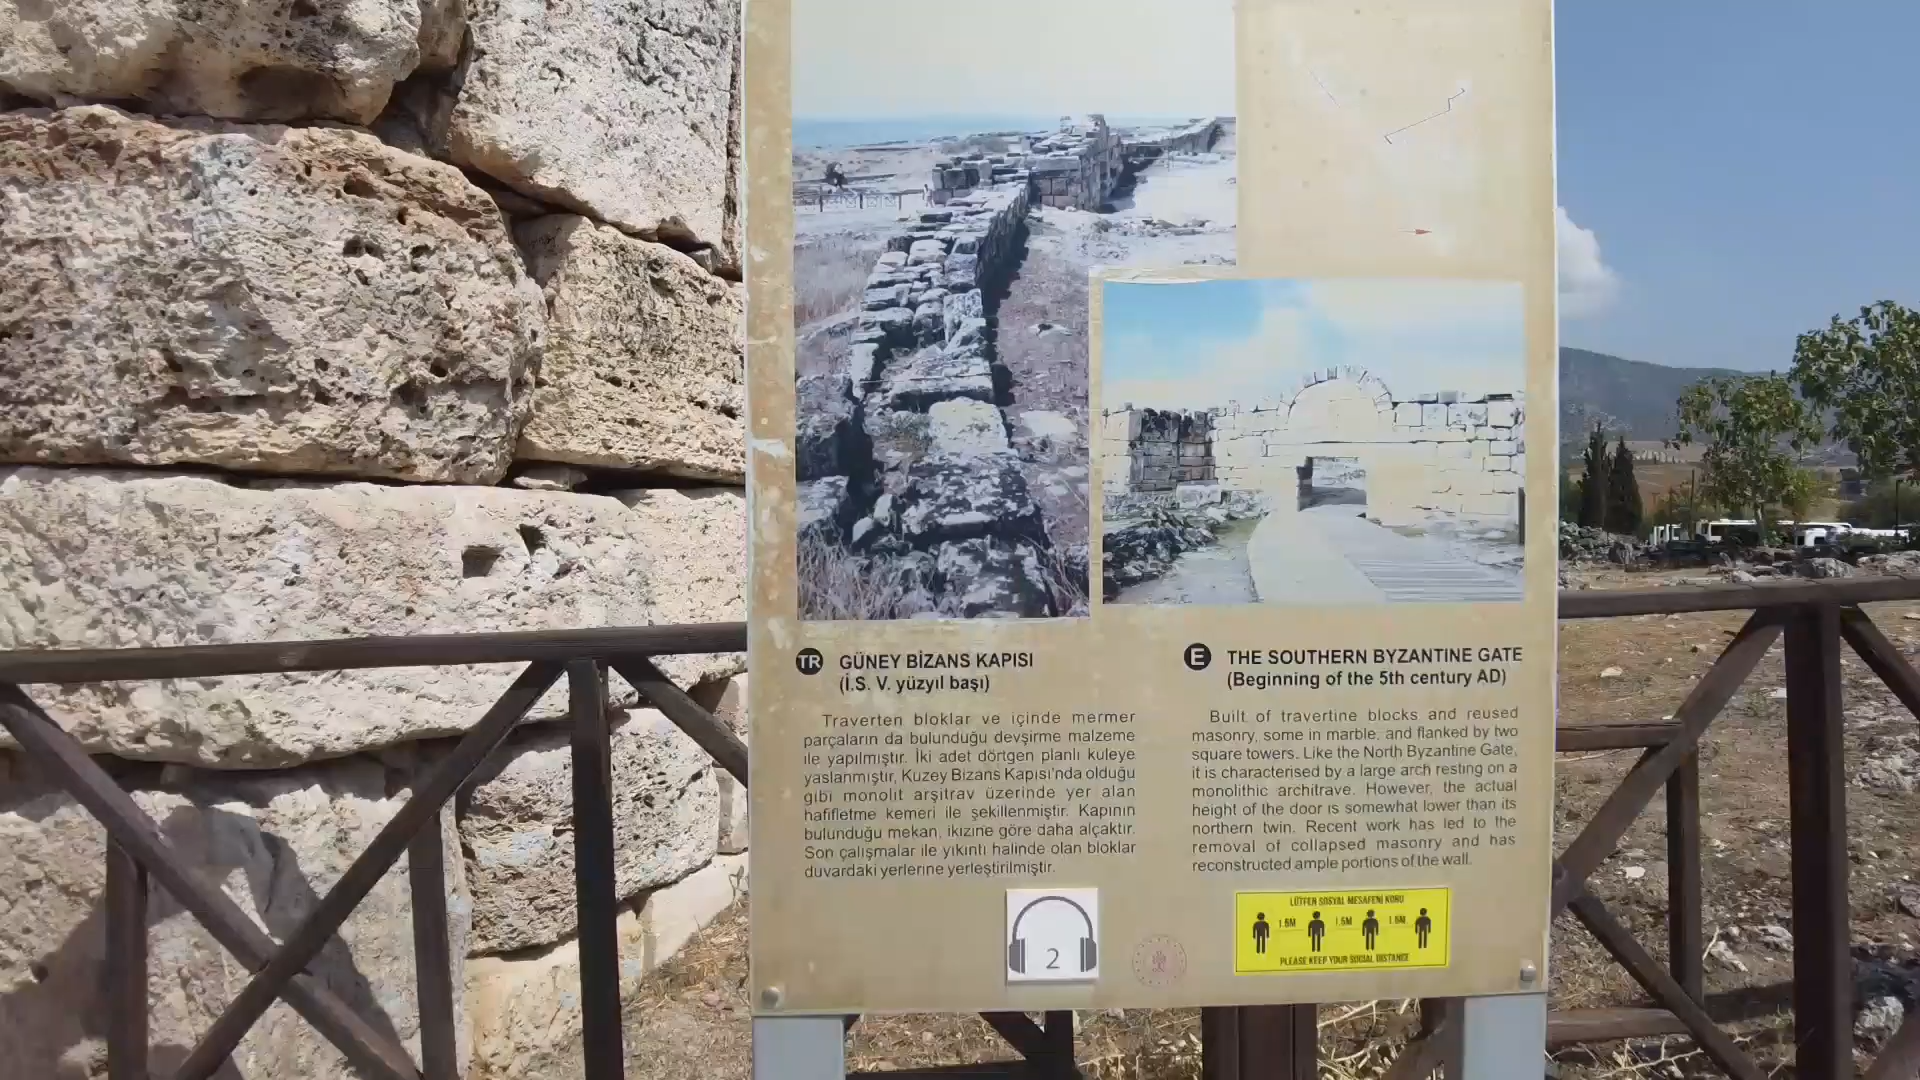 TR
GÜNEY BİZANS KAPISI
(İ.S. V. yüzyıl başı)
Traverten bloklar ve içinde mermer
parçaların da bulunduğu devşirme malzeme
ile yapılmıştır. İki adet dörtgen planlı kuleye
yaslanmıştır, Kuzey Bizans Kapısı'nda olduğu
gibi monolit arşitrav üzerinde yer alan
hafifletme kemeri ile şekillenmiştir. Kapının
bulunduğu mekan, ikizine göre daha alçaktır.
Son çalışmalar ile yıkıntı halinde olan bloklar
duvardaki yerlerine yerleştirilmiştir.
E
THE SOUTHERN BYZANTINE GATE
(Beginning of the 5th century AD)
Built of travertine blocks and reused
masonry, some in marble, and flanked by two
square towers. Like the North Byzantine Gate,
it is characterised by a large arch resting on a
monolithic architrave. However, the actual
height of the door is somewhat lower than its
northern twin. Recent work has led to the
removal of collapsed masonry and has
reconstructed ample portions of the wall.
2
LÜTFEN SOSYAL MESAFENİ KORU
1.5M 1.5M 1.5M
PLEASE KEEP YOUR SOCIAL DISTANCE